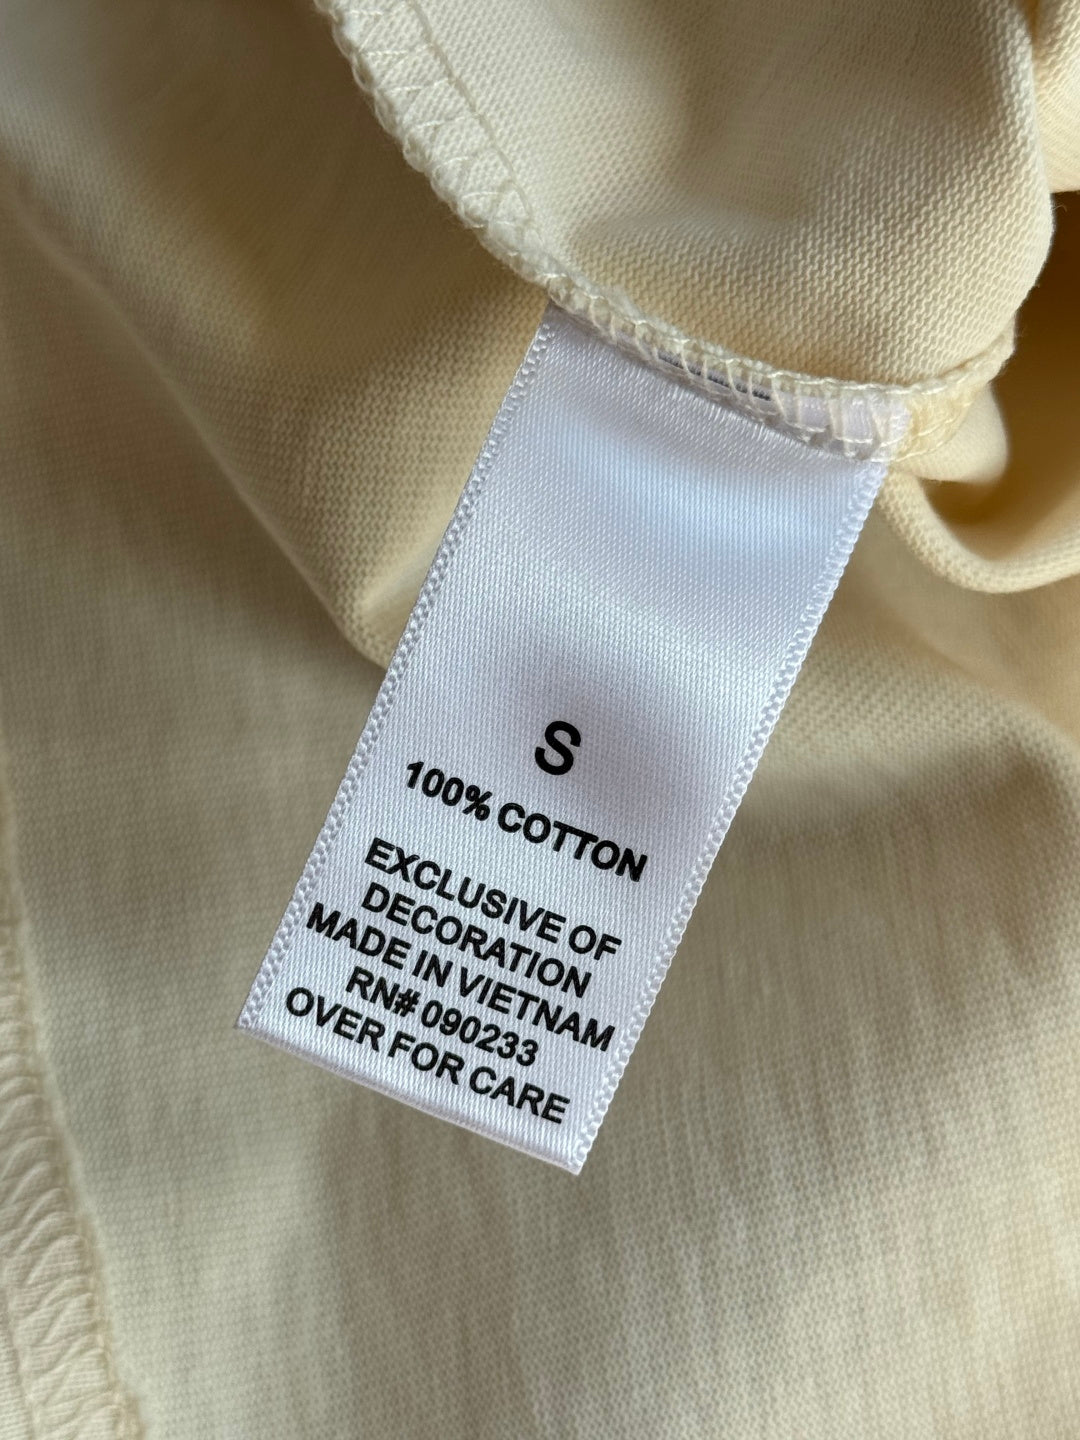 S
100% COTTON
EXCLUSIVE OF
DECORATION
MADE IN VIETNAM
RN# 090233
OVER FOR CARE